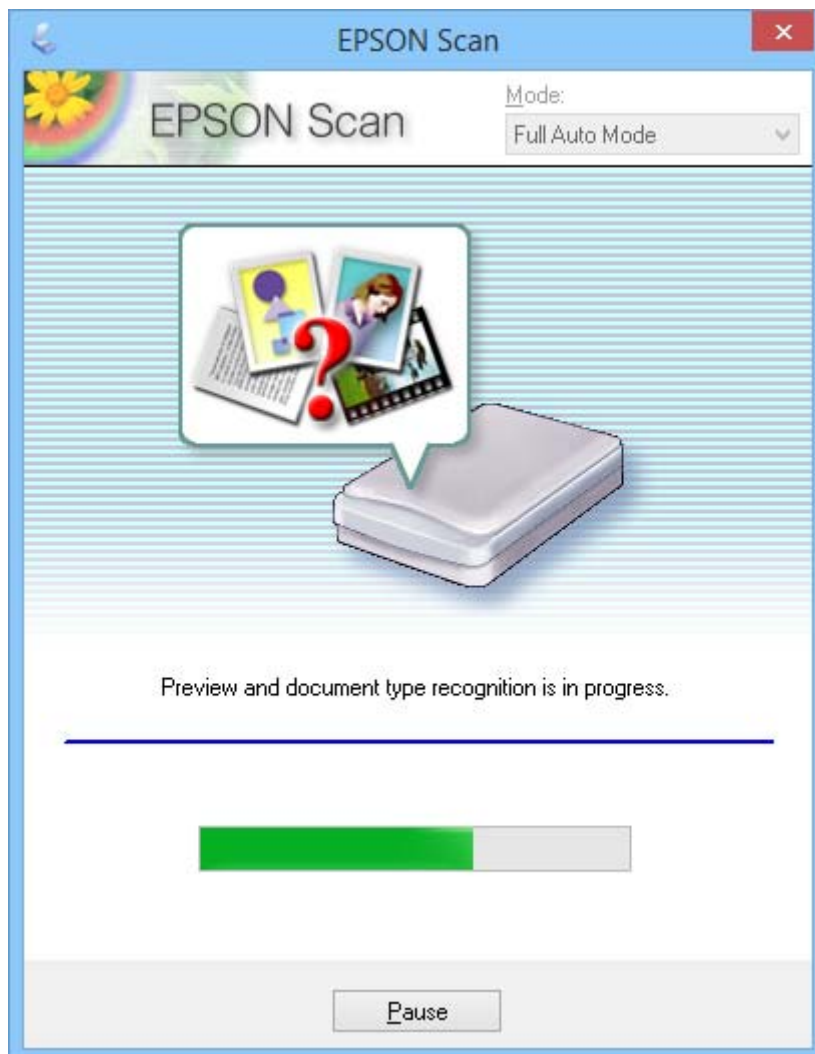 EPSON Scan
EPSON Scan
Mode:
Full Auto Mode
Preview and document type recognition is in progress.
Pause